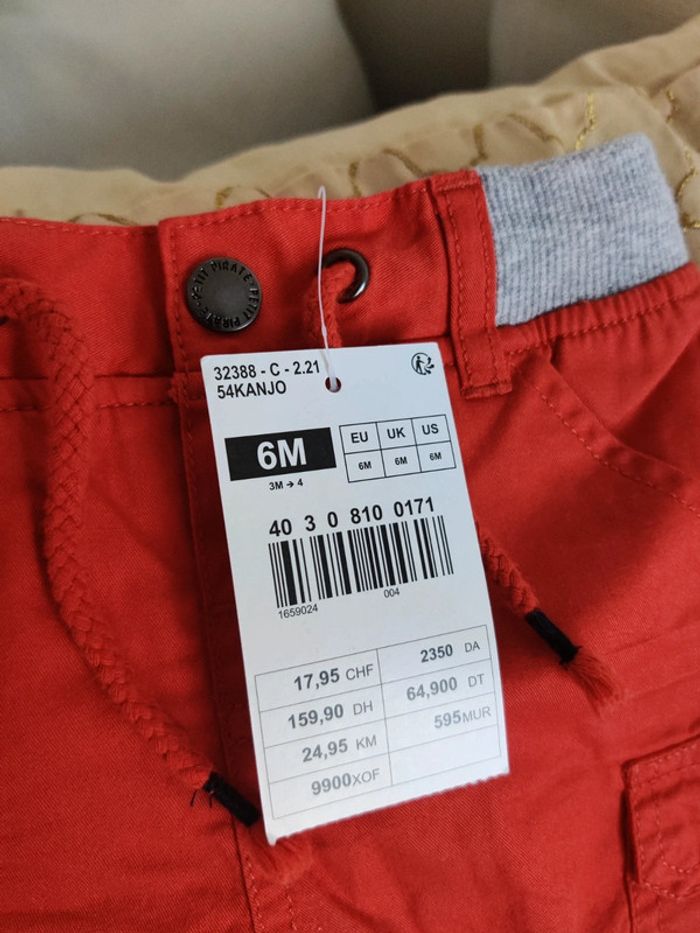 PETIT PIRATE · PETIT PIRATE ·
32388 - C - 2.21
54KANJO
6M
EU UK US
6M 6M 6M
3M → 4
40 3 0 810 0171
1659024 004
17,95 CHF 2350 DA
159,90 DH 64,900 DT
24,95 KM 595MUR
9900XOF